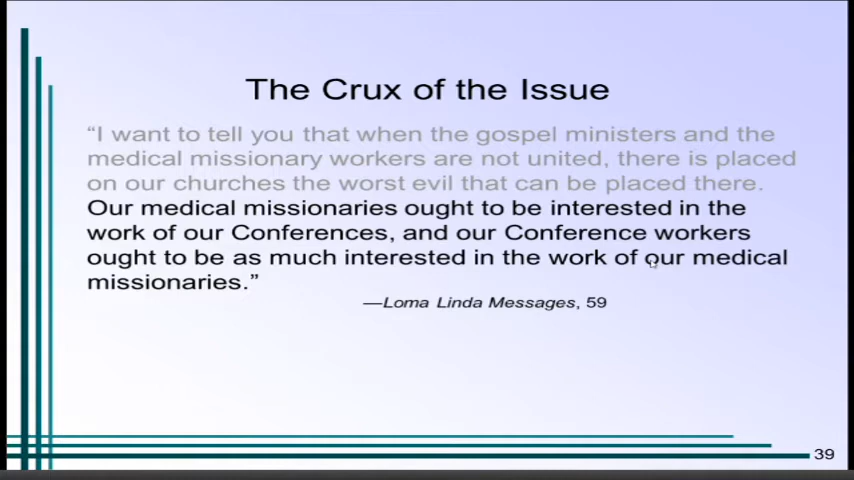 The Crux of the Issue
“I want to tell you that when the gospel ministers and the
medical missionary workers are not united, there is placed
on our churches the worst evil that can be placed there.
Our medical missionaries ought to be interested in the
work of our Conferences, and our Conference workers
ought to be as much interested in the work of our medical
missionaries.”
—Loma Linda Messages, 59
39